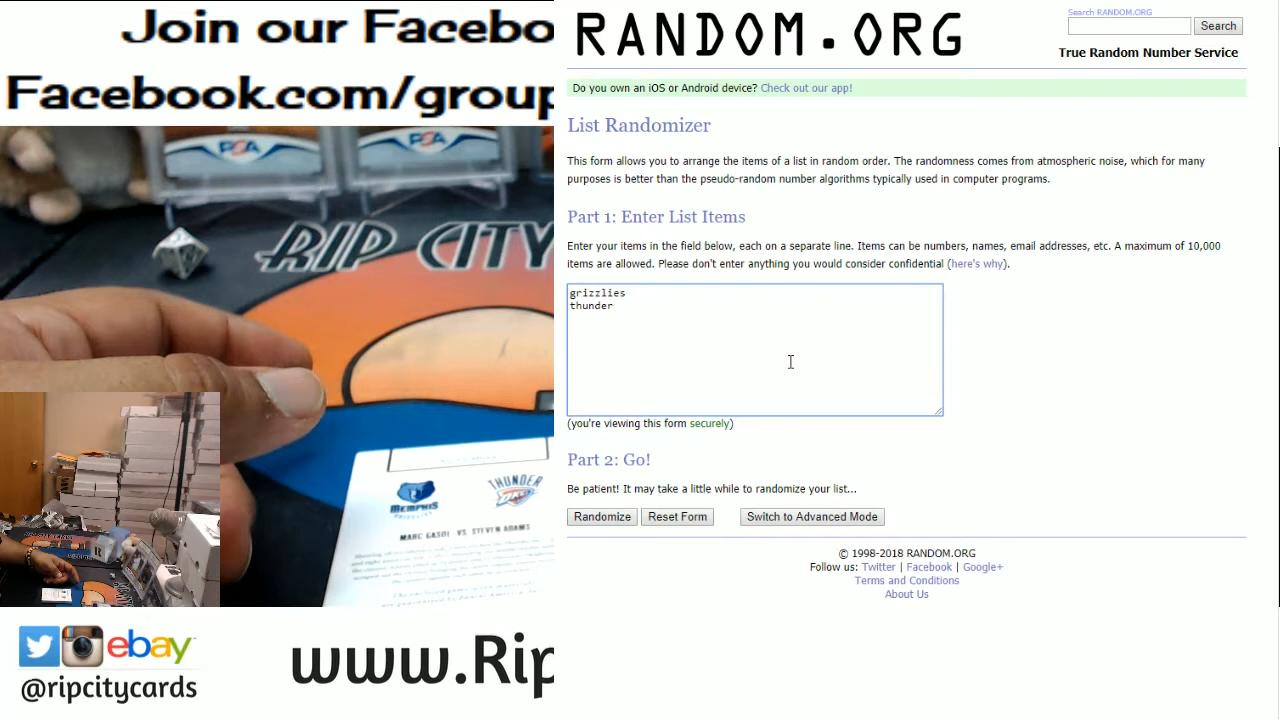 Join our Facebo
Facebook.com/group
PSA
PSA
RIP CITY
MEMPHIS
THUNDER
OKC
MARC GASOL VS STEVEN ADAMS
ebay
@ripcitycards
www.Rip
RANDOM.ORG
Search RANDOM.ORG
Search
True Random Number Service
Do you own an iOS or Android device? Check out our app!
List Randomizer
This form allows you to arrange the items of a list in random order. The randomness comes from atmospheric noise, which for many
purposes is better than the pseudo-random number algorithms typically used in computer programs.
Part 1: Enter List Items
Enter your items in the field below, each on a separate line. Items can be numbers, names, email addresses, etc. A maximum of 10,000
items are allowed. Please don't enter anything you would consider confidential (here's why).
grizzlies
thunder
(you're viewing this form securely)
Part 2: Go!
Be patient! It may take a little while to randomize your list...
Randomize Reset Form Switch to Advanced Mode
© 1998-2018 RANDOM.ORG
Follow us: Twitter | Facebook | Google+
Terms and Conditions
About Us